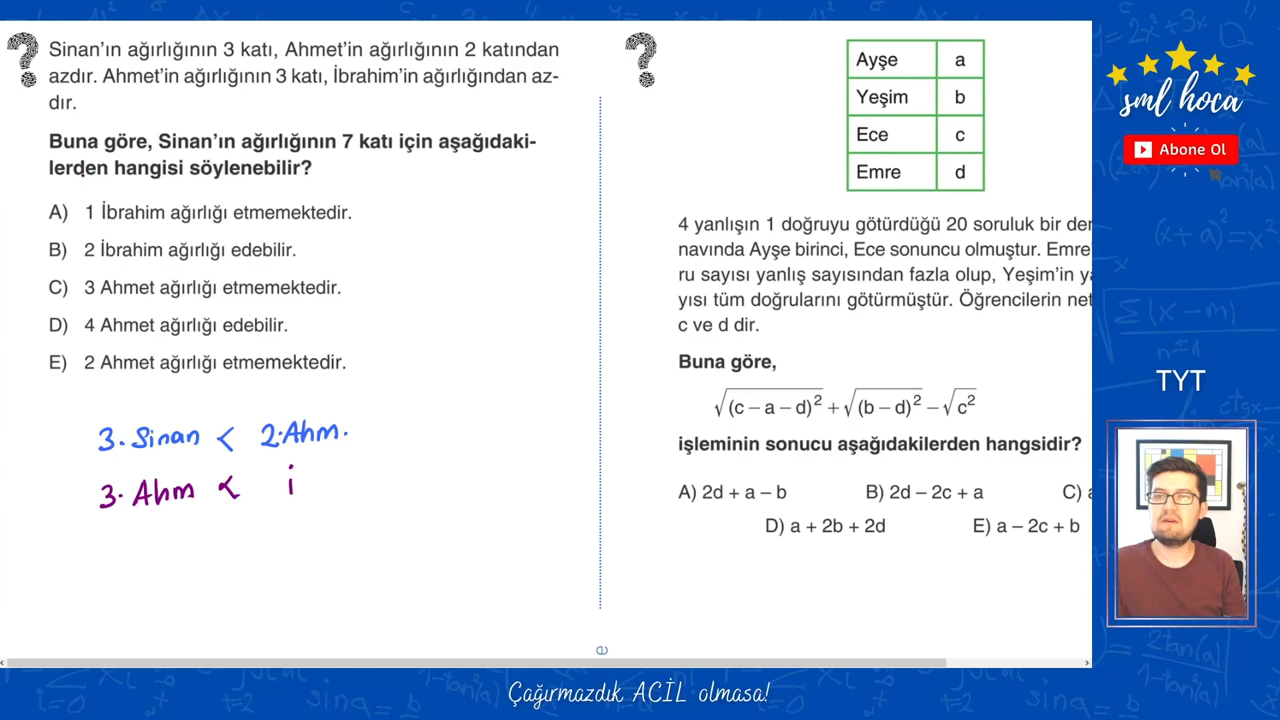 Sinan'ın ağırlığının 3 katı, Ahmet'in ağırlığının 2 katından
azdır. Ahmet'in ağırlığının 3 katı, İbrahim'in ağırlığından az-
dır.
Buna göre, Sinan'ın ağırlığının 7 katı için aşağıdaki-
lerden hangisi söylenebilir?
A) 1 İbrahim ağırlığı etmemektedir.
B) 2 İbrahim ağırlığı edebilir.
C) 3 Ahmet ağırlığı etmemektedir.
D) 4 Ahmet ağırlığı edebilir.
E) 2 Ahmet ağırlığı etmemektedir.
3. Sinan < 2.Ahm.
3. Ahm < i
Ayşe a
Yeşim b
Ece c
Emre d
4 yanlışın 1 doğruyu götürdüğü 20 soruluk bir der
navında Ayşe birinci, Ece sonuncu olmuştur. Emre'
ru sayısı yanlış sayısından fazla olup, Yeşim'in ya
yısı tüm doğrularını götürmüştür. Öğrencilerin net
c ve d dir.
Buna göre,
√(c – a – d)² + √(b – d)² – √c²
işleminin sonucu aşağıdakilerden hangsidir?
A) 2d + a – b B) 2d – 2c + a C) a
D) a + 2b + 2d E) a – 2c + b
e
sml hoca
Abone Ol
TYT
Çağırmazdık ACİL olmasa!